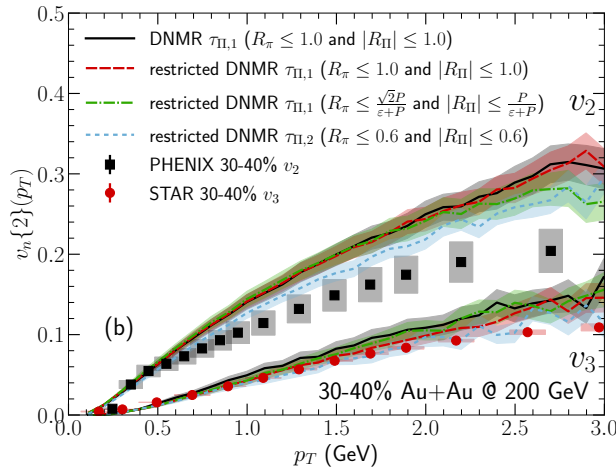 DNMR τ_{Π,1} (R_π ≤ 1.0 and |R_Π| ≤ 1.0)
restricted DNMR τ_{Π,1} (R_π ≤ 1.0 and |R_Π| ≤ 1.0)
restricted DNMR τ_{Π,1} (R_π ≤ √2P/(ε+P) and |R_Π| ≤ P/(ε+P))
restricted DNMR τ_{Π,2} (R_π ≤ 0.6 and |R_Π| ≤ 0.6)
PHENIX 30-40% v_2
STAR 30-40% v_3
v_2
v_n{2}(p_T)
0.5
0.4
0.3
0.2
0.1
0.0
(b)
v_3
30-40% Au+Au @ 200 GeV
0.0 0.5 1.0 1.5 2.0 2.5 3.0
p_T (GeV)